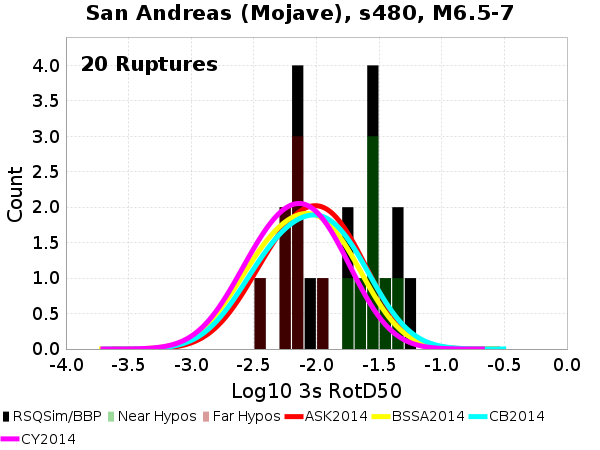 San Andreas (Mojave), s480, M6.5-7
20 Ruptures
Count
4.0
3.5
3.0
2.5
2.0
1.5
1.0
0.5
0.0
-4.0 -3.5 -3.0 -2.5 -2.0 -1.5 -1.0 -0.5 0.0
Log10 3s RotD50
RSQSim/BBP Near Hypos Far Hypos ASK2014 BSSA2014 CB2014
CY2014